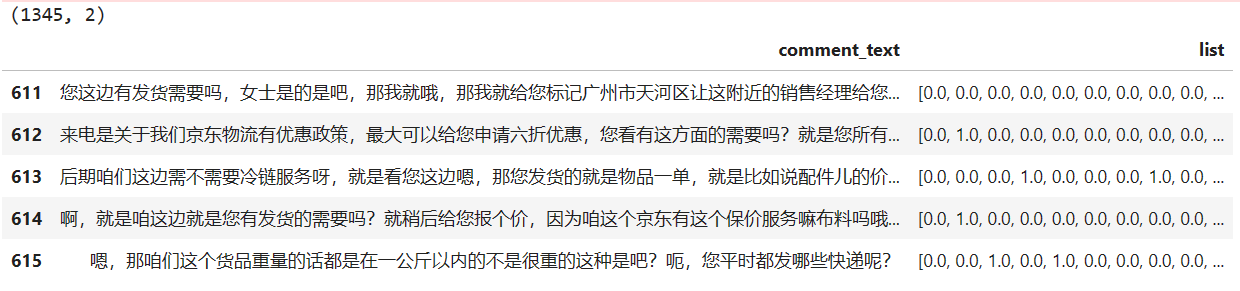 (1345, 2)
comment_text list
611 您这边有发货需要吗，女士是的是吧，那我就哦，那我就给您标记广州市天河区让这附近的销售经理给您... [0.0, 0.0, 0.0, 0.0, 0.0, 0.0, 0.0, 0.0, 0.0, ...
612 来电是关于我们京东物流有优惠政策，最大可以给您申请六折优惠，您看有这方面的需要吗？就是您所有... [0.0, 1.0, 0.0, 0.0, 0.0, 0.0, 0.0, 0.0, 0.0, ...
613 后期咱们这边需不需要冷链服务呀，就是看您这边嗯，那您发货的就是物品一单，就是比如说配件儿的价... [0.0, 0.0, 0.0, 1.0, 0.0, 0.0, 0.0, 1.0, 0.0, ...
614 啊，就是咱这边就是您有发货的需要吗？就稍后给您报个价，因为咱这个京东有这个保价服务嘛布料吗哦... [0.0, 1.0, 0.0, 0.0, 0.0, 0.0, 0.0, 0.0, 0.0, ...
615 嗯，那咱们这个货品重量的话都是在一公斤以内的不是很重的这种是吧？呃，您平时都发哪些快递呢？ [0.0, 0.0, 1.0, 0.0, 1.0, 0.0, 0.0, 0.0, 0.0, ...